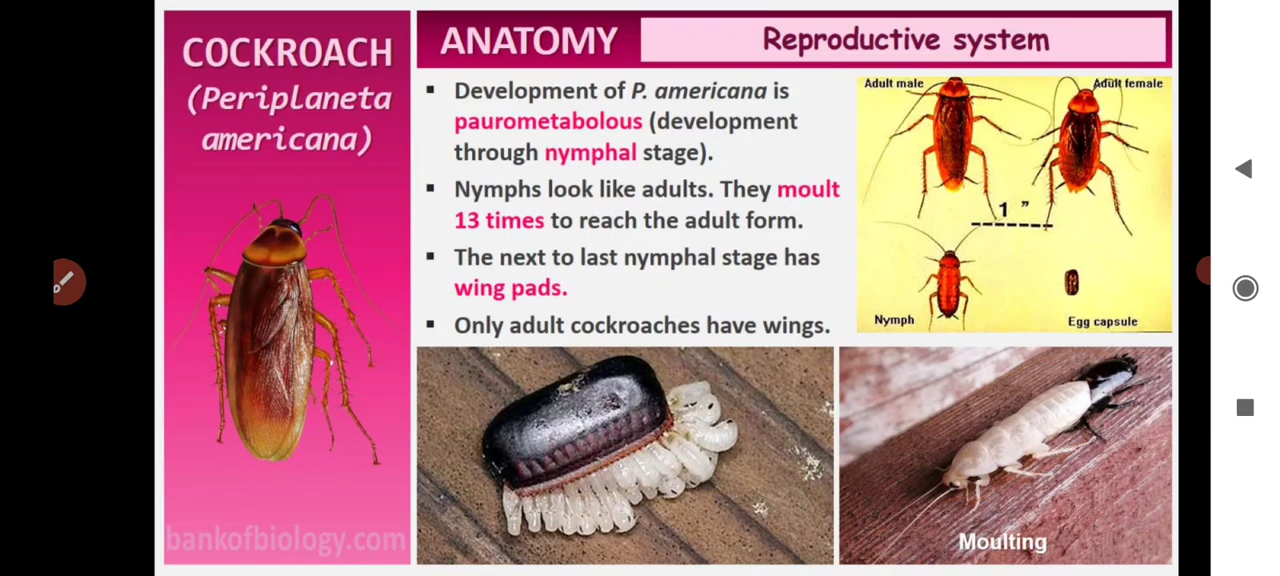 COCKROACH
(Periplaneta
americana)
bankofbiology.com
ANATOMY
Reproductive system
▪ Development of P. americana is
paurometabolous (development
through nymphal stage).
▪ Nymphs look like adults. They moult
13 times to reach the adult form.
▪ The next to last nymphal stage has
wing pads.
▪ Only adult cockroaches have wings.
Adult male
Adult female
1 ”
Nymph
Egg capsule
Moulting